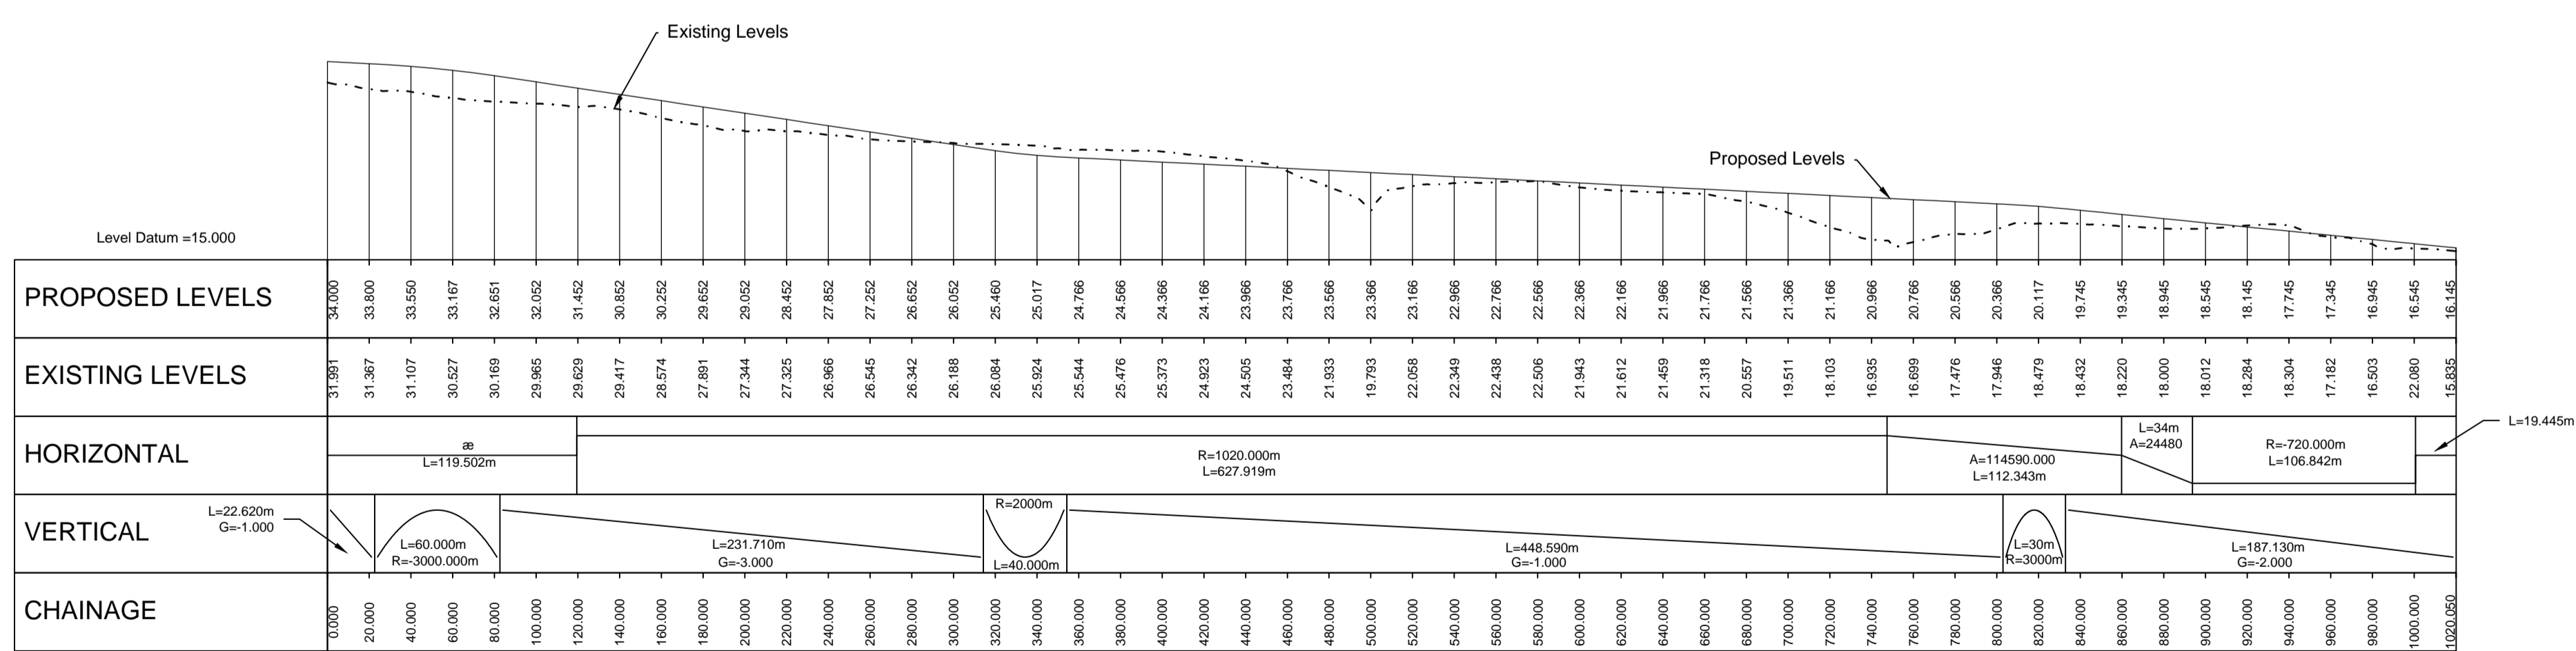 Existing Levels
Proposed Levels
Level Datum =15.000
PROPOSED LEVELS
34.000 33.800 33.550 33.167 32.651 32.052 31.452 30.852 30.252 29.652 29.052 28.452 27.852 27.252 26.652 26.052 25.460 25.017 24.766 24.566 24.366 24.166 23.966 23.766 23.566 23.366 23.166 22.966 22.766 22.566 22.366 22.166 21.966 21.766 21.566 21.366 21.166 20.966 20.766 20.566 20.366 20.117 19.745 19.345 18.945 18.545 18.145 17.745 17.345 16.945 16.545 16.145
EXISTING LEVELS
31.991 31.367 31.107 30.527 30.169 29.965 29.629 29.417 28.574 27.891 27.344 27.325 26.966 26.545 26.342 26.188 26.084 25.924 25.544 25.476 25.373 24.923 24.505 23.484 21.933 19.793 22.058 22.349 22.438 22.506 21.943 21.612 21.459 21.318 20.557 19.511 18.103 16.935 16.699 17.476 17.946 18.479 18.432 18.220 18.000 18.012 18.284 18.304 17.182 16.503 22.080 15.835
HORIZONTAL
æ
L=119.502m
R=1020.000m
L=627.919m
A=114590.000
L=112.343m
L=34m
A=24480
R=-720.000m
L=106.842m
L=19.445m
VERTICAL
L=22.620m
G=-1.000
L=60.000m
R=-3000.000m
L=231.710m
G=-3.000
R=2000m
L=40.000m
L=448.590m
G=-1.000
L=30m
R=3000m
L=187.130m
G=-2.000
CHAINAGE
0.000 20.000 40.000 60.000 80.000 100.000 120.000 140.000 160.000 180.000 200.000 220.000 240.000 260.000 280.000 300.000 320.000 340.000 360.000 380.000 400.000 420.000 440.000 460.000 480.000 500.000 520.000 540.000 560.000 580.000 600.000 620.000 640.000 660.000 680.000 700.000 720.000 740.000 760.000 780.000 800.000 820.000 840.000 860.000 880.000 900.000 920.000 940.000 960.000 980.000 1000.000 1020.050